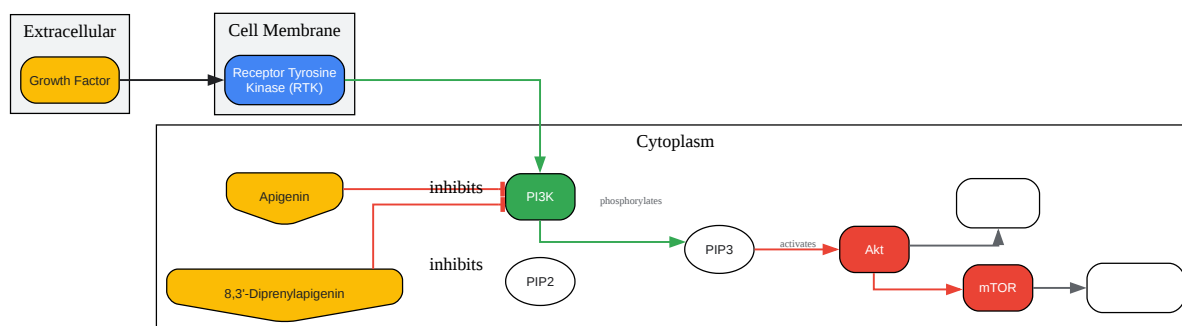 Extracellular
Growth Factor
Cell Membrane
Receptor Tyrosine
Kinase (RTK)
Cytoplasm
Apigenin
inhibits
PI3K
phosphorylates
8,3'-Diprenylapigenin
inhibits
PIP2
PIP3
activates
Akt
mTOR